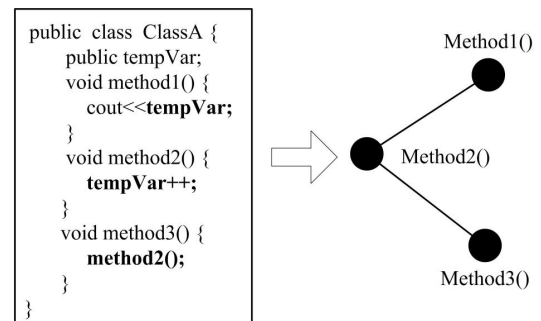 public class ClassA {
public tempVar;
void method1() {
cout<<tempVar;
}
void method2() {
tempVar++;
}
void method3() {
method2();
}
}
Method1()
Method2()
Method3()